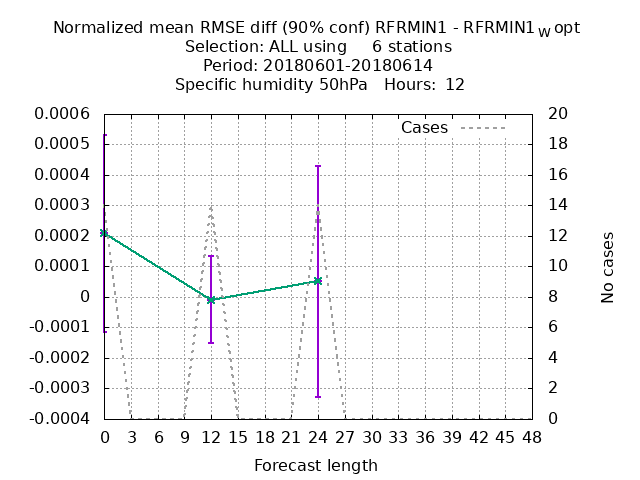 Normalized mean RMSE diff (90% conf) RFRMIN1 - RFRMIN1wopt
Selection: ALL using     6 stations
Period: 20180601-20180614
Specific humidity 50hPa   Hours:  12
Cases
0.0006
0.0005
0.0004
0.0003
0.0002
0.0001
0
-0.0001
-0.0002
-0.0003
-0.0004
20
18
16
14
12
10
8
6
4
2
0
No cases
0 3 6 9 12 15 18 21 24 27 30 33 36 39 42 45 48
Forecast length